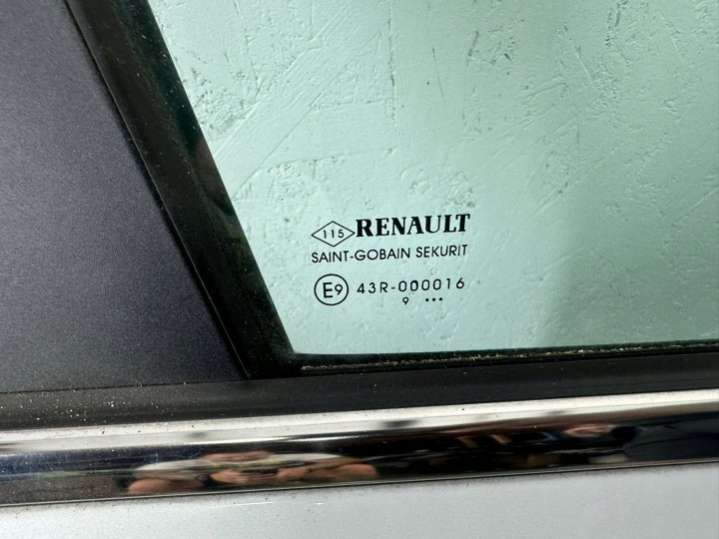 115 RENAULT
SAINT-GOBAIN SEKURIT
E9 43R-000016
9 ...